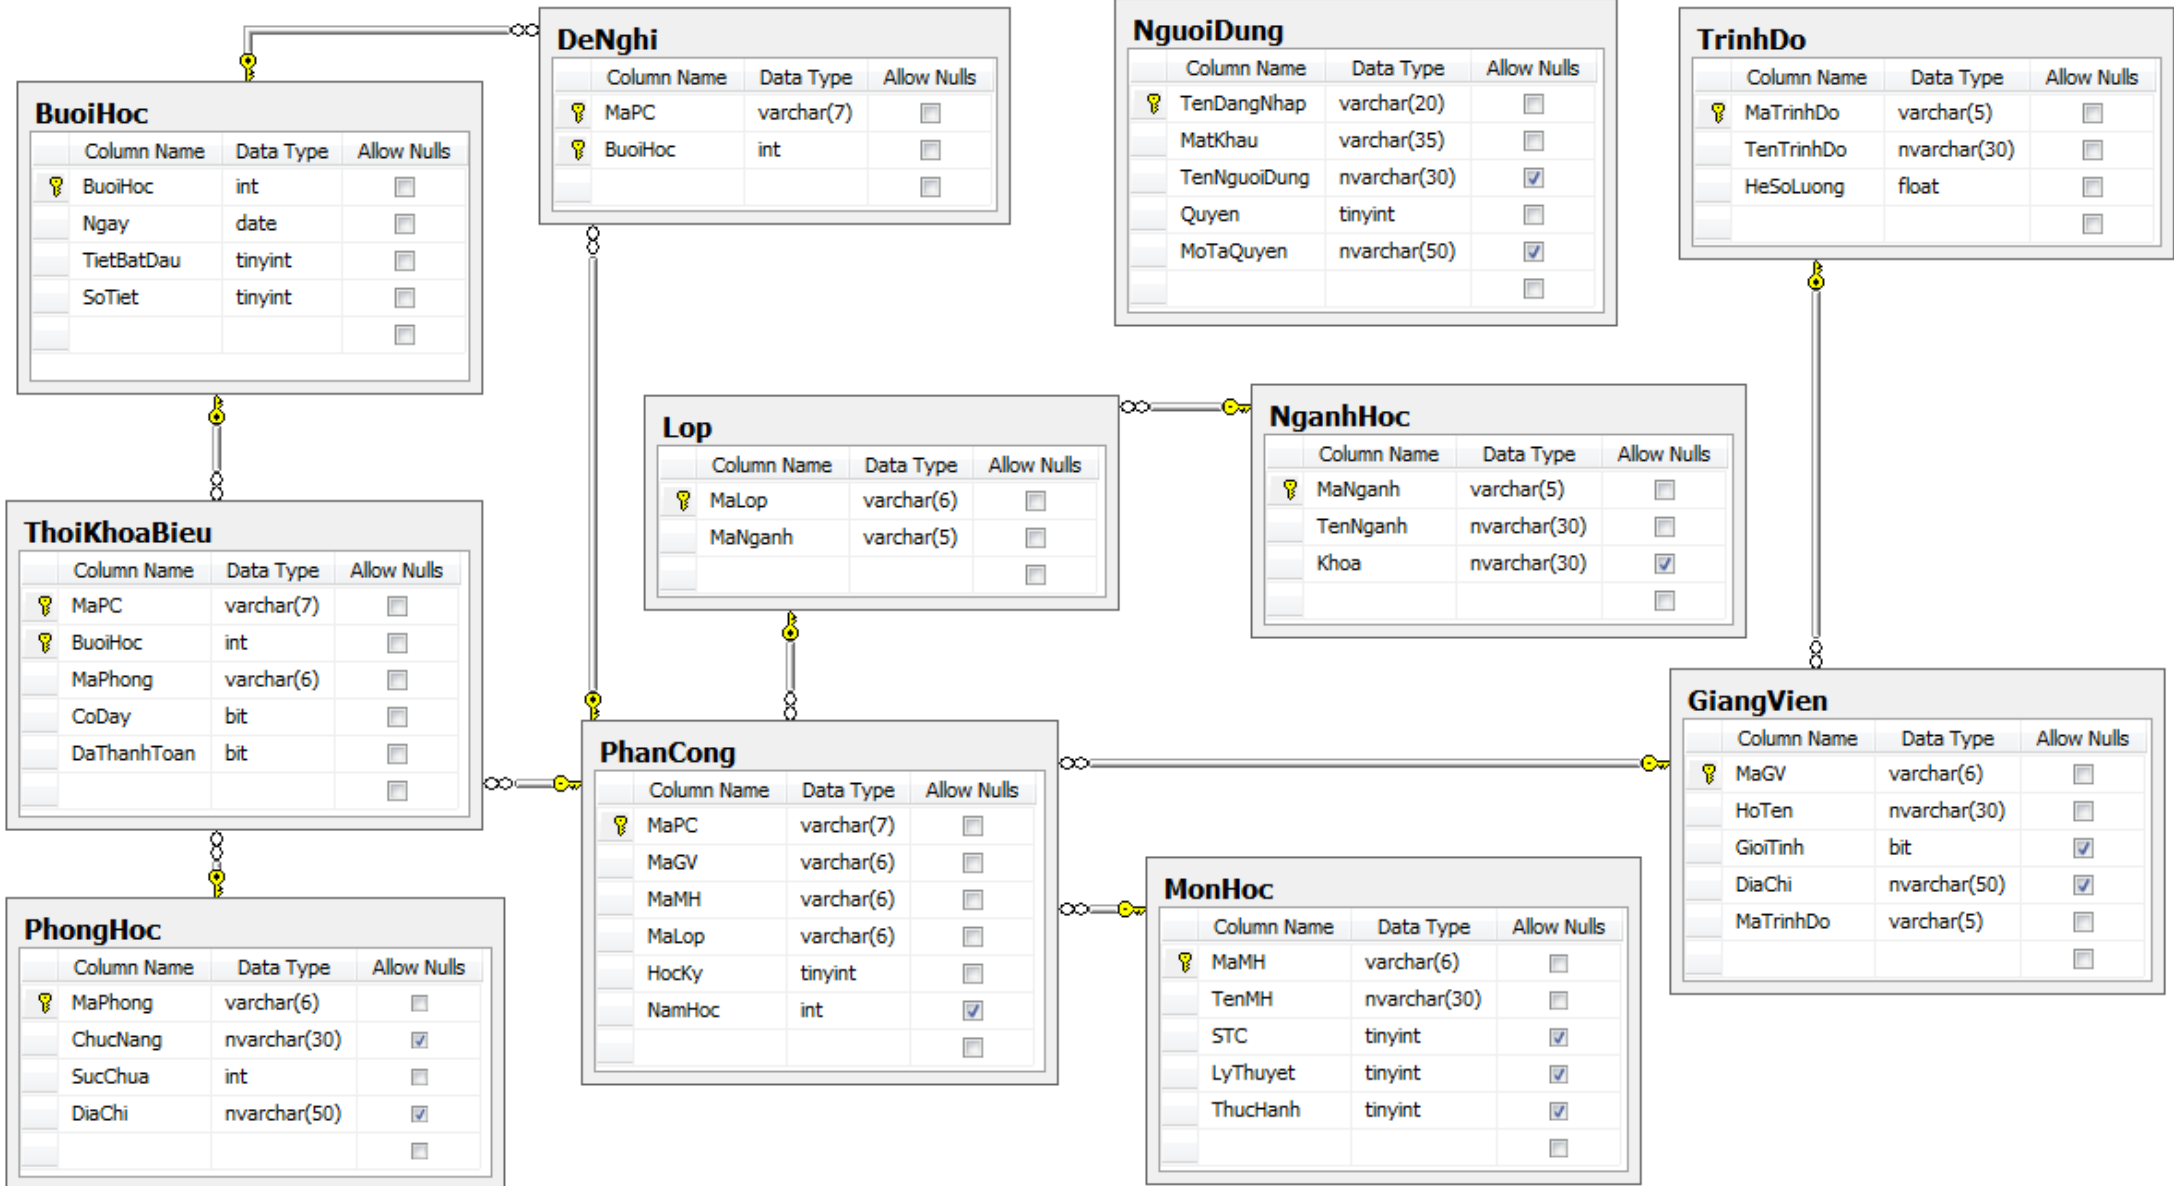 DeNghi
Column Name Data Type Allow Nulls
MaPC varchar(7)
BuoiHoc int
NguoiDung
Column Name Data Type Allow Nulls
TenDangNhap varchar(20)
MatKhau varchar(35)
TenNguoiDung nvarchar(30)
Quyen tinyint
MoTaQuyen nvarchar(50)
TrinhDo
Column Name Data Type Allow Nulls
MaTrinhDo varchar(5)
TenTrinhDo nvarchar(30)
HeSoLuong float
BuoiHoc
Column Name Data Type Allow Nulls
BuoiHoc int
Ngay date
TietBatDau tinyint
SoTiet tinyint
Lop
Column Name Data Type Allow Nulls
MaLop varchar(6)
MaNganh varchar(5)
NganhHoc
Column Name Data Type Allow Nulls
MaNganh varchar(5)
TenNganh nvarchar(30)
Khoa nvarchar(30)
ThoiKhoaBieu
Column Name Data Type Allow Nulls
MaPC varchar(7)
BuoiHoc int
MaPhong varchar(6)
CoDay bit
DaThanhToan bit
PhanCong
Column Name Data Type Allow Nulls
MaPC varchar(7)
MaGV varchar(6)
MaMH varchar(6)
MaLop varchar(6)
HocKy tinyint
NamHoc int
GiangVien
Column Name Data Type Allow Nulls
MaGV varchar(6)
HoTen nvarchar(30)
GioiTinh bit
DiaChi nvarchar(50)
MaTrinhDo varchar(5)
PhongHoc
Column Name Data Type Allow Nulls
MaPhong varchar(6)
ChucNang nvarchar(30)
SucChua int
DiaChi nvarchar(50)
MonHoc
Column Name Data Type Allow Nulls
MaMH varchar(6)
TenMH nvarchar(30)
STC tinyint
LyThuyet tinyint
ThucHanh tinyint